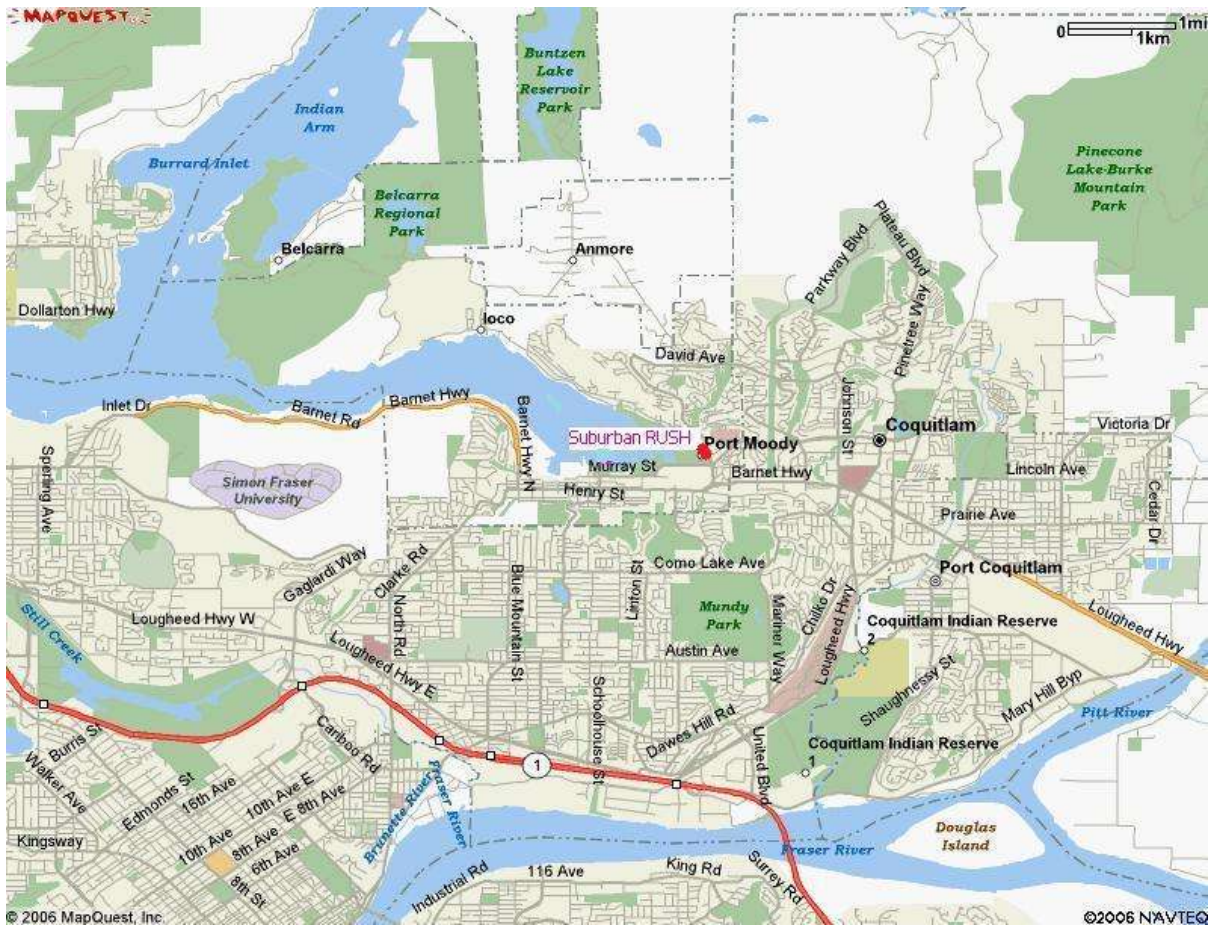 MAPQUEST
0
1mi
1km
Buntzen
Lake
Reservoir
Park
Indian
Arm
Burrard Inlet
Pinecone
Lake-Burke
Mountain
Park
Belcarra
Regional
Park
Belcarra
Anmore
Plateau Blvd
Parkway Blvd
Pinetree Way
Dollarton Hwy
Ioco
David Ave
Johnson St
Inlet Dr
Barnet Rd
Barnet Hwy
Barnet Hwy N
Suburban RUSH
Port Moody
Coquitlam
Victoria Dr
Murray St
Barnet Hwy
Lincoln Ave
Sperling Ave
Simon Fraser
University
Henry St
Prairie Ave
Cedar Dr
Gaglardi Way
Clarke Rd
Como Lake Ave
Port Coquitlam
Blue Mountain St
Linton St
Mundy
Park
Mariner Way
Chilko Dr
Lougheed Hwy
Lougheed Hwy
Still Creek
Lougheed Hwy W
North Rd
Lougheed Hwy E
Austin Ave
Coquitlam Indian Reserve
2
Shaughnessy St
Mary Hill Byp
Pitt River
Schoolhouse St
Dawes Hill Rd
United Blvd
Coquitlam Indian Reserve
1
Burris St
Walker Ave
Cariboo Rd
1
Edmonds St
16th Ave
10th Ave E
E 8th Ave
Brunette River
Fraser River
Kingsway
10th Ave
8th Ave
6th Ave
8th St
Industrial Rd
116 Ave
King Rd
Surrey Rd
Fraser River
Douglas
Island
© 2006 MapQuest, Inc.
©2006 NAVTEQ